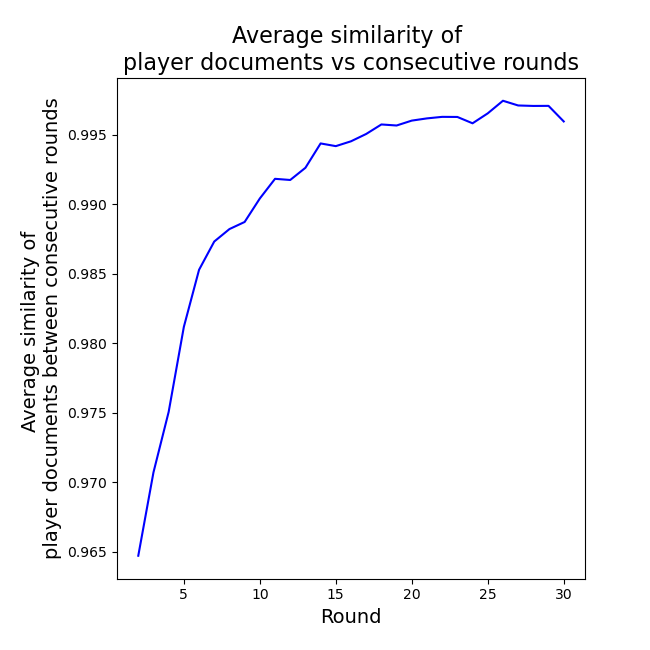 Average similarity of
player documents vs consecutive rounds
Average similarity of
player documents between consecutive rounds
0.995
0.990
0.985
0.980
0.975
0.970
0.965
5 10 15 20 25 30
Round